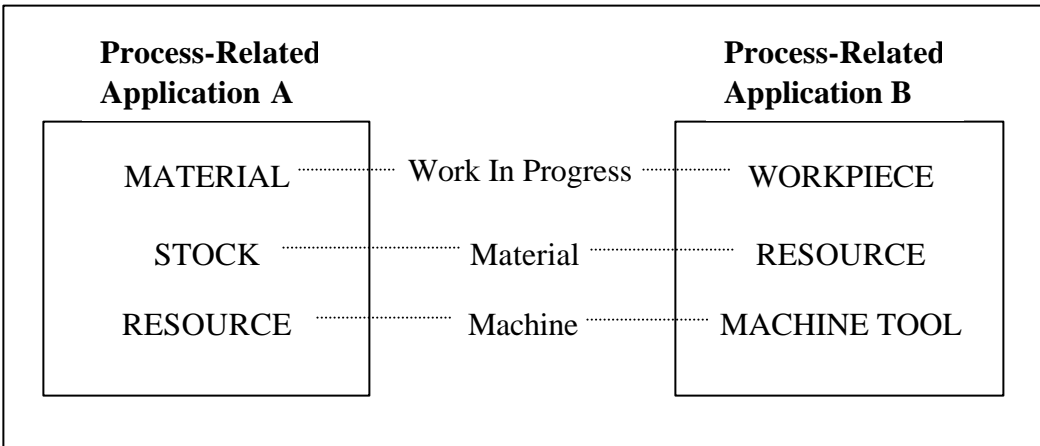 Process-Related
Application A
Process-Related
Application B
MATERIAL Work In Progress WORKPIECE
STOCK Material RESOURCE
RESOURCE Machine MACHINE TOOL